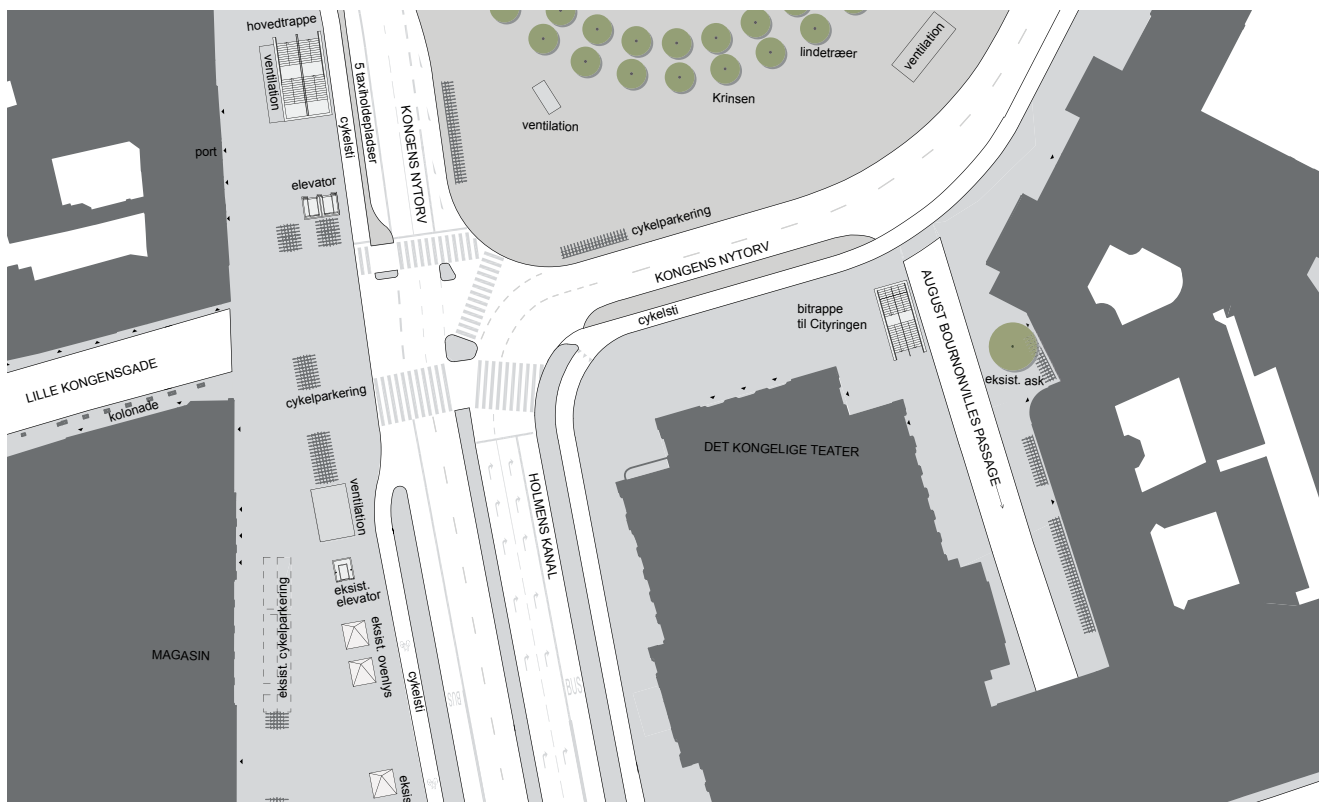 hovedtrappe
ventilation
5 taxiholdepladser
cykelsti
KONGENS NYTORV
lindetræer
ventilation
Krinsen
ventilation
port
elevator
cykelparkering
KONGENS NYTORV
cykelsti
bitrappe
til Cityringen
AUGUST BOURNONVILLES PASSAGE
eksist. ask
LILLE KONGENSGADE
kolonade
cykelparkering
DET KONGELIGE TEATER
ventilation
HOLMENS KANAL
eksist.
elevator
eksist. cykelparkering
eksist. ovenlys
MAGASIN
cykelsti
BUS
BUS